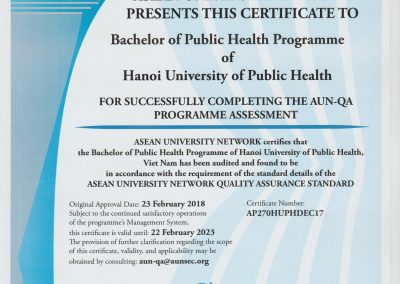 PRESENTS THIS CERTIFICATE TO
Bachelor of Public Health Programme
of
Hanoi University of Public Health
FOR SUCCESSFULLY COMPLETING THE AUN-QA
PROGRAMME ASSESSMENT
ASEAN UNIVERSITY NETWORK certifies that
the Bachelor of Public Health Programme of Hanoi University of Public Health,
Viet Nam has been audited and found to be
in accordance with the requirement of the standard details of the
ASEAN UNIVERSITY NETWORK QUALITY ASSURANCE STANDARD
Original Approval Date: 23 February 2018
Subject to the continued satisfactory operations
of the programme's Management System,
this certificate is valid until: 22 February 2023
The provision of further clarification regarding the scope
of this certificate, validity, and applicability may be
obtained by consulting: aun-qa@aunsec.org
Certificate Number:
AP270HUPHDEC17